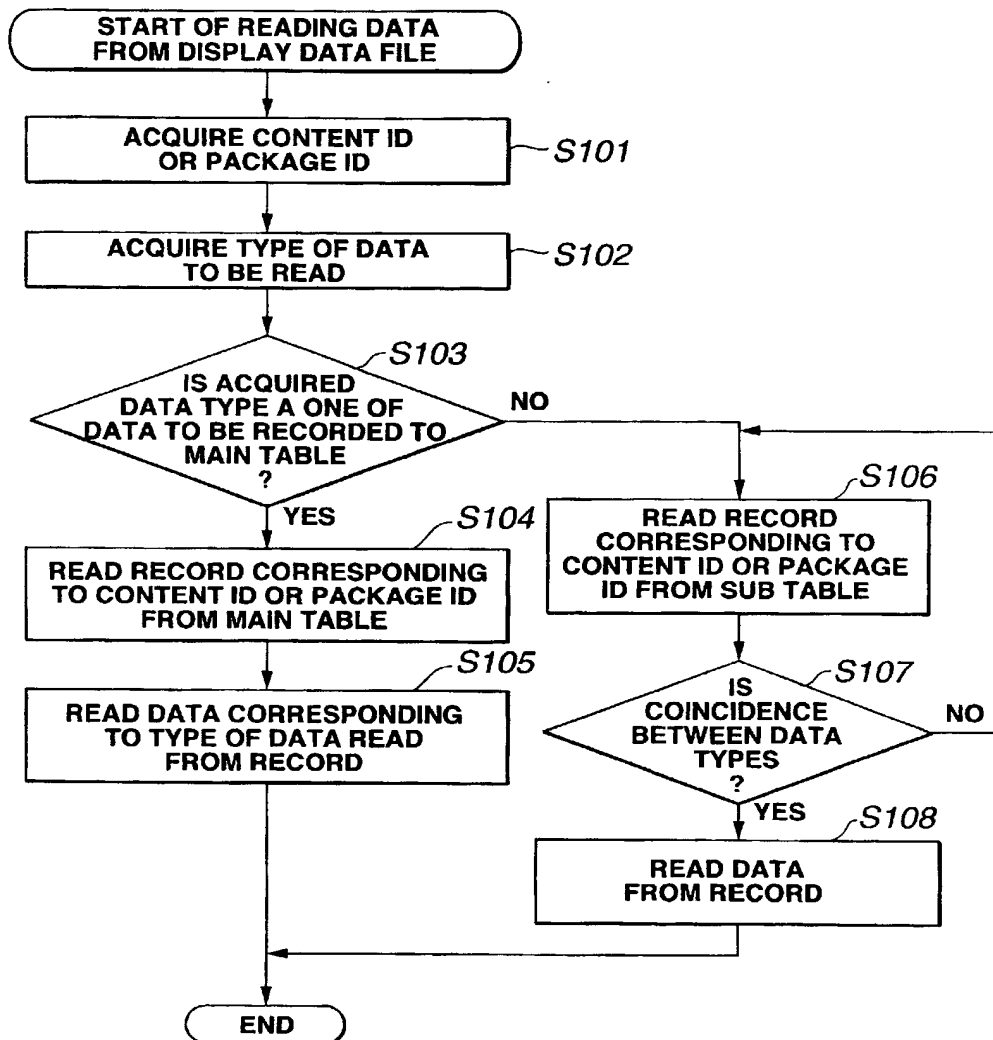 START OF READING DATA
FROM DISPLAY DATA FILE
ACQUIRE CONTENT ID
OR PACKAGE ID
S101
ACQUIRE TYPE OF DATA
TO BE READ
S102
S103
IS ACQUIRED
DATA TYPE A ONE OF
DATA TO BE RECORDED TO
MAIN TABLE
?
NO
YES
S104
READ RECORD CORRESPONDING
TO CONTENT ID OR PACKAGE ID
FROM MAIN TABLE
S105
READ DATA CORRESPONDING
TO TYPE OF DATA READ
FROM RECORD
S106
READ RECORD
CORRESPONDING TO
CONTENT ID OR PACKAGE
ID FROM SUB TABLE
S107
IS
COINCIDENCE
BETWEEN DATA
TYPES
?
NO
YES
S108
READ DATA
FROM RECORD
END